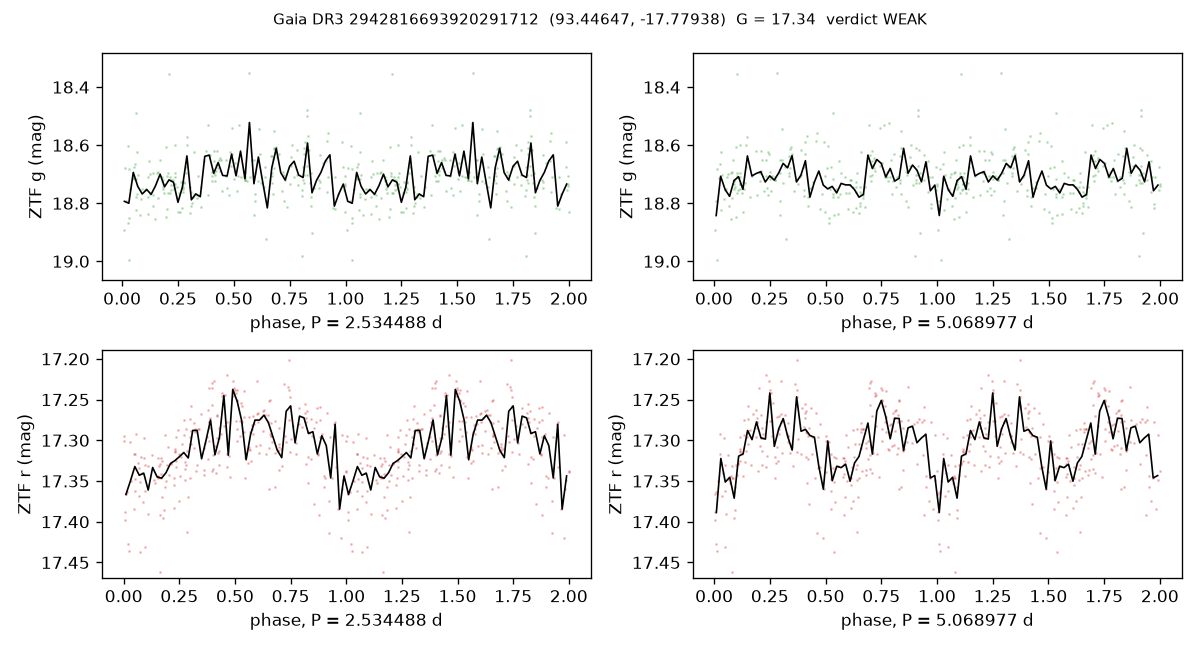 Gaia DR3 2942816693920291712 (93.44647, -17.77938) G = 17.34 verdict WEAK
ZTF g (mag)
18.4
18.6
18.8
19.0
0.00 0.25 0.50 0.75 1.00 1.25 1.50 1.75 2.00
phase, P = 2.534488 d
ZTF g (mag)
18.4
18.6
18.8
19.0
0.00 0.25 0.50 0.75 1.00 1.25 1.50 1.75 2.00
phase, P = 5.068977 d
ZTF r (mag)
17.20
17.25
17.30
17.35
17.40
17.45
0.00 0.25 0.50 0.75 1.00 1.25 1.50 1.75 2.00
phase, P = 2.534488 d
ZTF r (mag)
17.20
17.25
17.30
17.35
17.40
17.45
0.00 0.25 0.50 0.75 1.00 1.25 1.50 1.75 2.00
phase, P = 5.068977 d